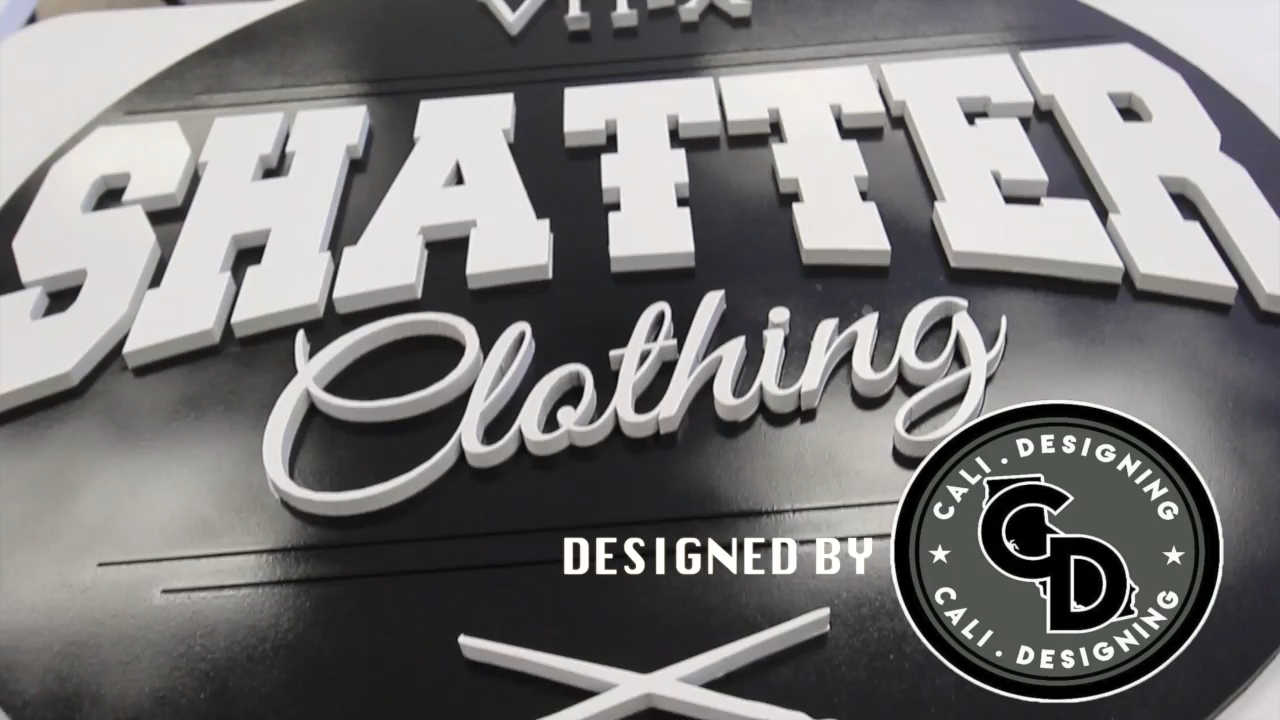 SHATTER
Clothing
DESIGNED BY
CALI . DESIGNING
CD
CALI . DESIGNING